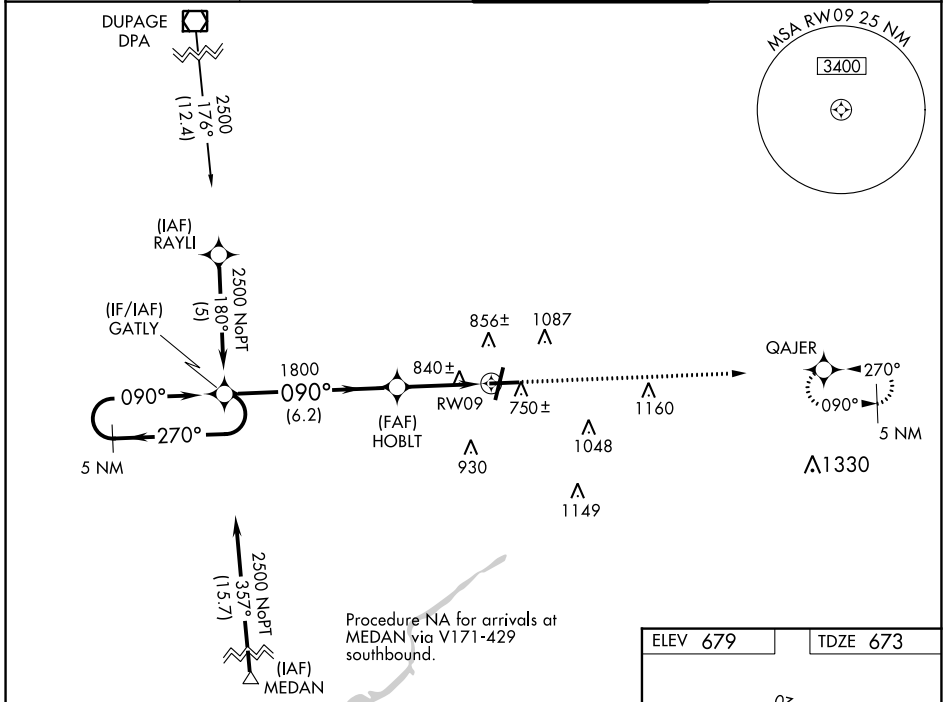 DUPAGE
DPA
MSA RW09 25 NM
3400
2500
176°
(12.4)
(IAF)
RAYLI
2500 NoPT
180°
(5)
(IF/IAF)
GATLY
856±
1087
1800
090°
(6.2)
840±
QAJER
090°
270°
RW09
750±
1160
090°
270°
(FAF)
HOBLT
5 NM
5 NM
930
1048
1330
1149
2500 NoPT
357°
(15.7)
(IAF)
MEDAN
Procedure NA for arrivals at
MEDAN via V171-429
southbound.
ELEV 679
TDZE 673